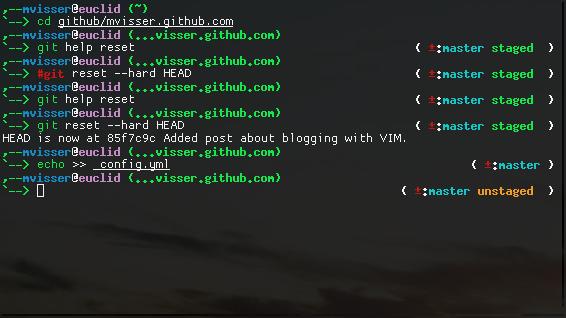 ,--mvisser@euclid (~)
`--> cd github/mvisser.github.com
,--mvisser@euclid (...visser.github.com)
`--> git help reset ( ±:master staged )
,--mvisser@euclid (...visser.github.com)
`--> #git reset --hard HEAD ( ±:master staged )
,--mvisser@euclid (...visser.github.com)
`--> git help reset ( ±:master staged )
,--mvisser@euclid (...visser.github.com)
`--> git reset --hard HEAD ( ±:master staged )
HEAD is now at 85f7c9c Added post about blogging with VIM.
,--mvisser@euclid (...visser.github.com)
`--> echo >> _config.yml ( ±:master )
,--mvisser@euclid (...visser.github.com)
`--> ( ±:master unstaged )